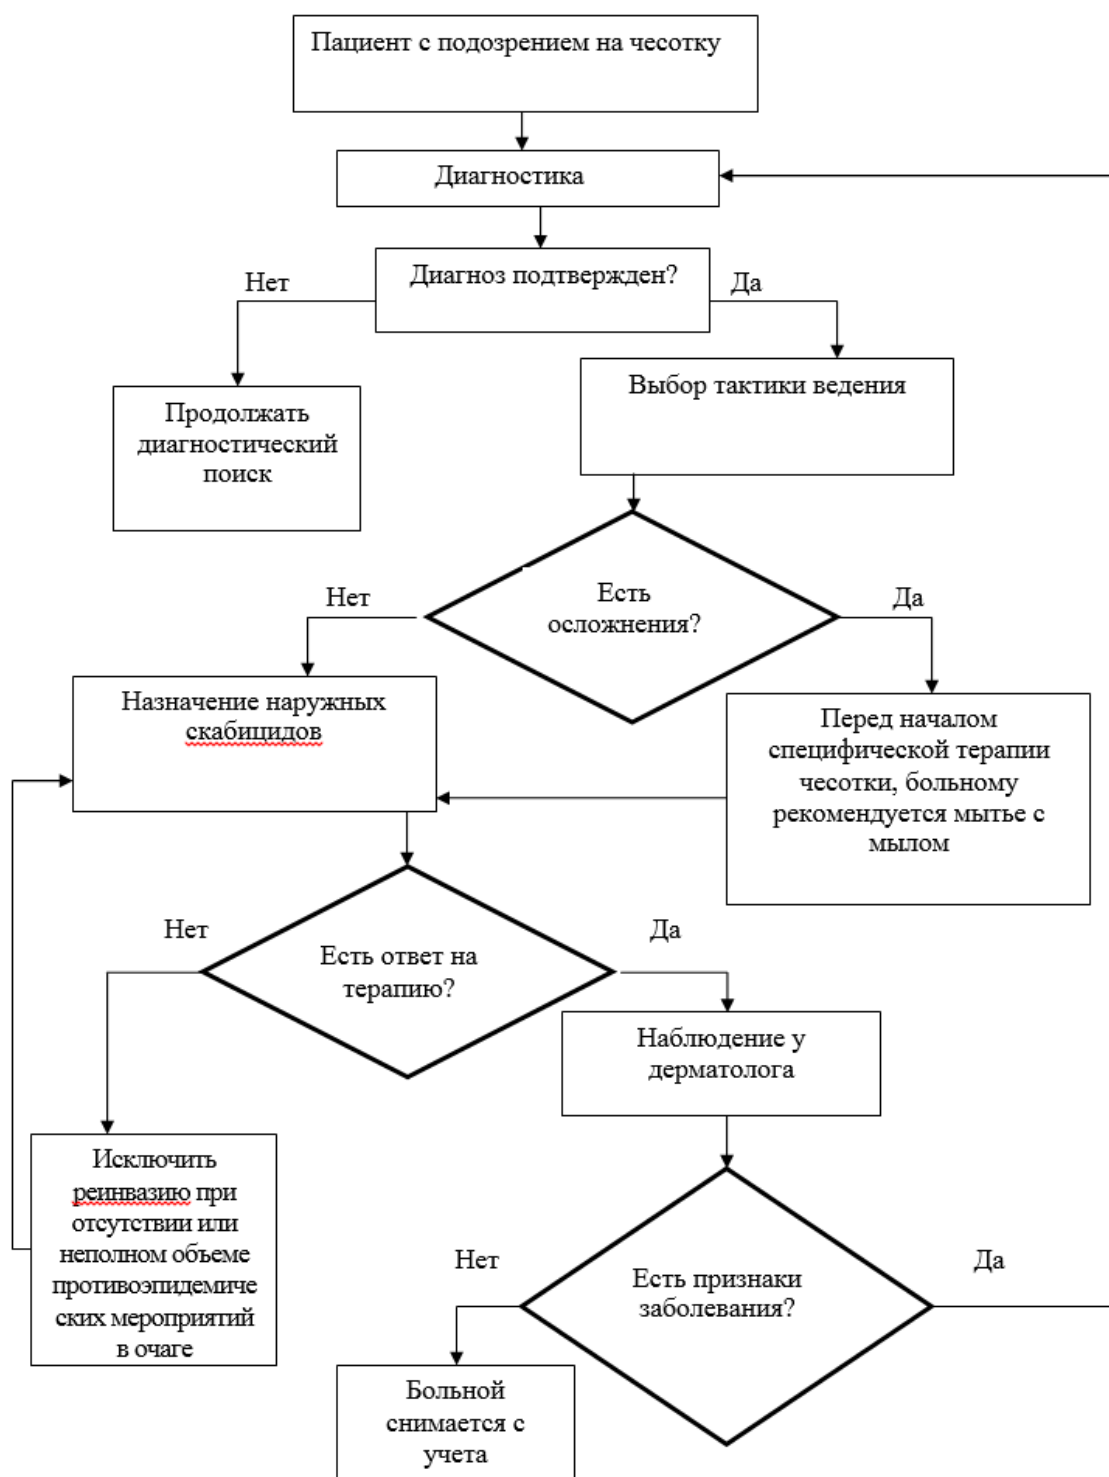 Пациент с подозрением на чесотку
Диагностика
Диагноз подтвержден?
Нет
Да
Продолжать
диагностический
поиск
Выбор тактики ведения
Есть
осложнения?
Нет
Да
Назначение наружных
скабицидов
Перед началом
специфической терапии
чесотки, больному
рекомендуется мытье с
мылом
Есть ответ на
терапию?
Нет
Да
Наблюдение у
дерматолога
Исключить
реинвазию при
отсутствии или
неполном объеме
противоэпидемиче
ских мероприятий
в очаге
Есть признаки
заболевания?
Нет
Да
Больной
снимается с
учета